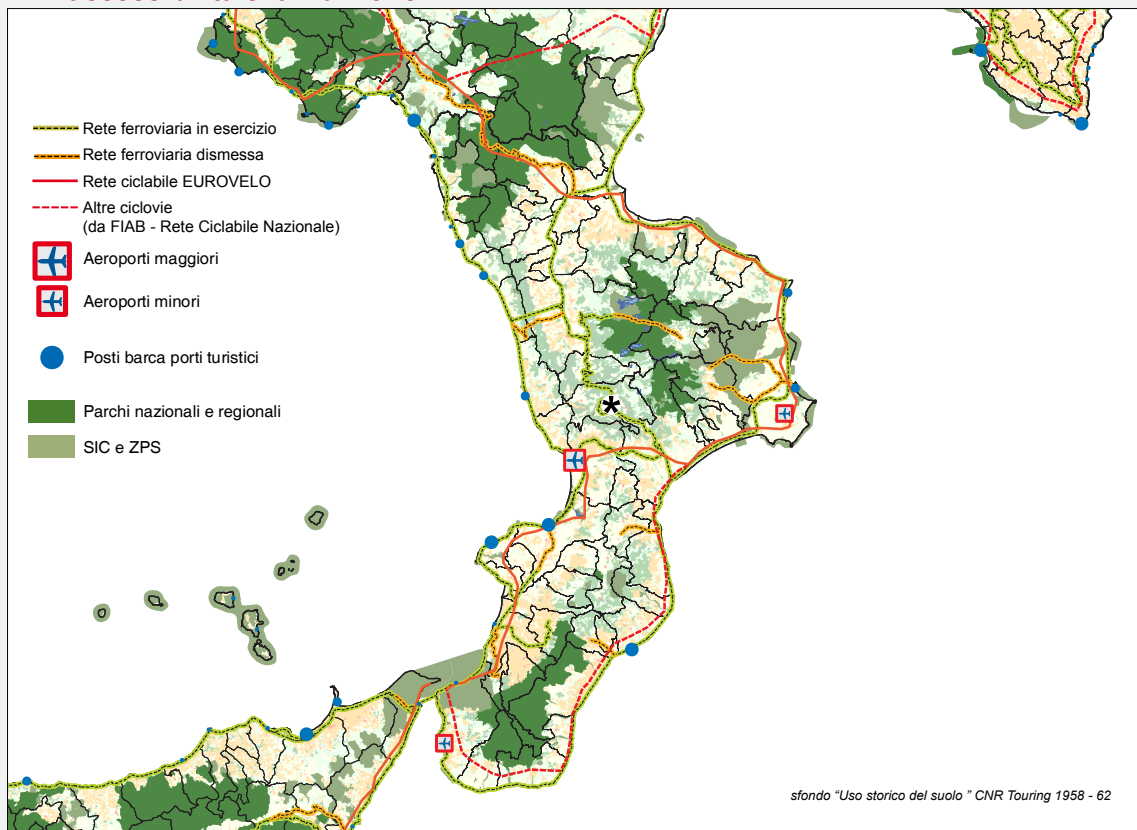 Rete ferroviaria in esercizio
Rete ferroviaria dismessa
Rete ciclabile EUROVELO
Altre ciclovie
(da FIAB - Rete Ciclabile Nazionale)
Aeroporti maggiori
Aeroporti minori
Posti barca porti turistici
Parchi nazionali e regionali
SIC e ZPS
*
sfondo “Uso storico del suolo ” CNR Touring 1958 - 62